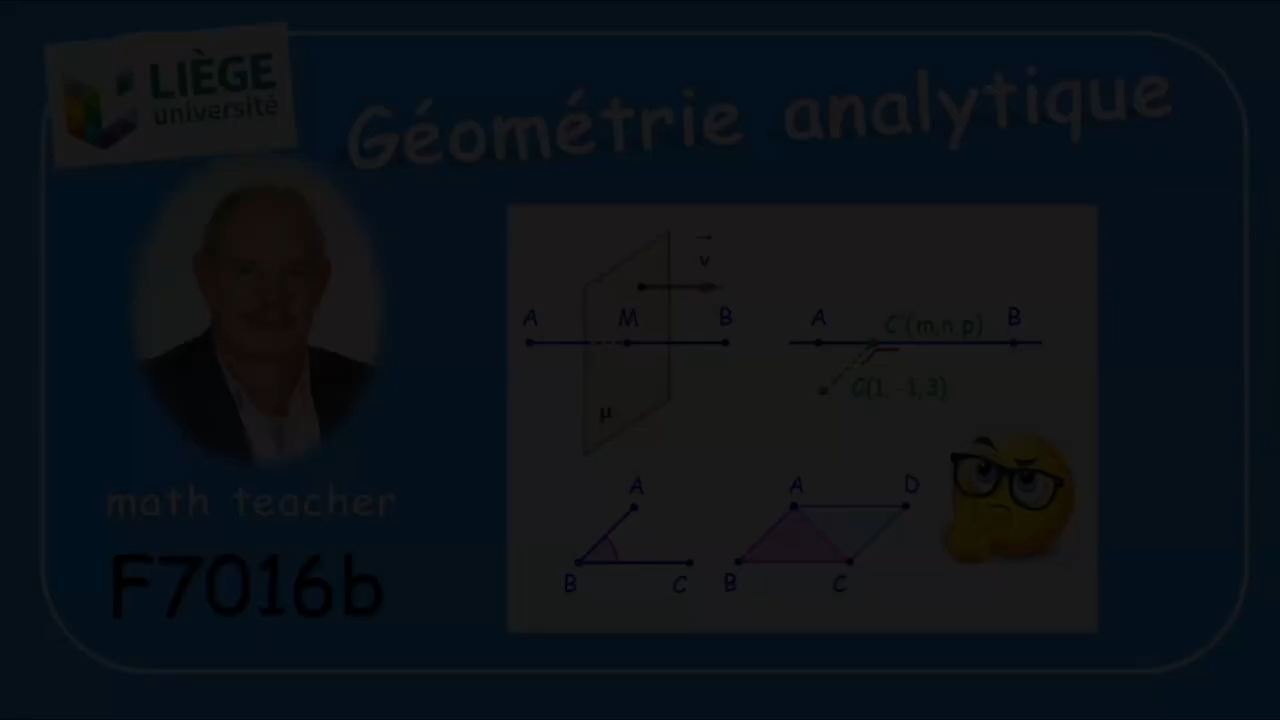 LIÈGE
université
Géométrie analytique
v
A M B
μ
A C'(m,n,p) B
C(1, -1,3)
math teacher
F7016b
A
B C
A D
B C